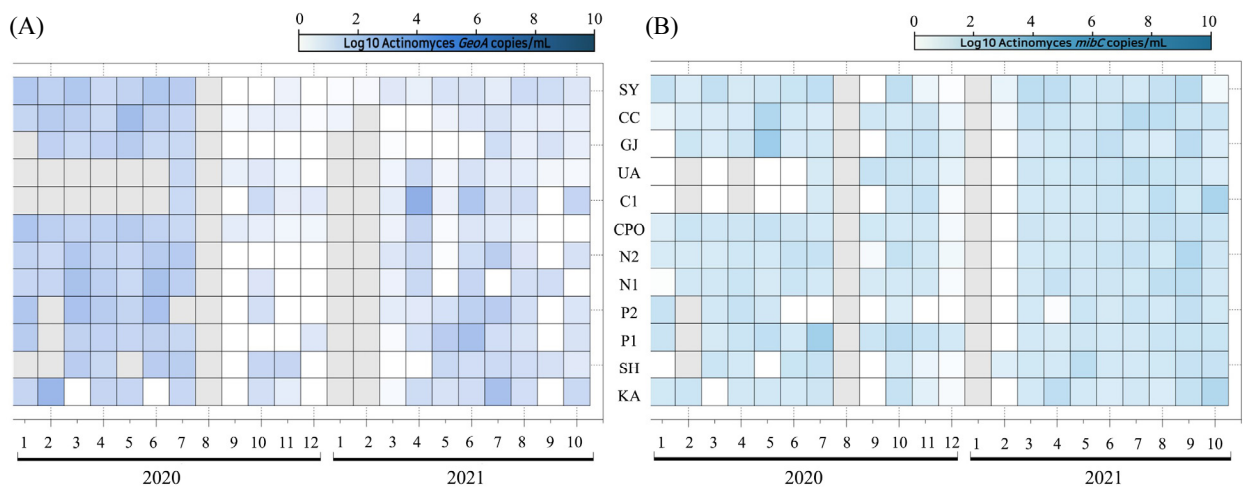 (A)
0 2 4 6 8 10
Log10 Actinomyces GeoA copies/mL
(B)
0 2 4 6 8 10
Log10 Actinomyces mibC copies/mL
SY
CC
GJ
UA
C1
CPO
N2
N1
P2
P1
SH
KA
1 2 3 4 5 6 7 8 9 10 11 12 1 2 3 4 5 6 7 8 9 10
2020 2021
1 2 3 4 5 6 7 8 9 10 11 12 1 2 3 4 5 6 7 8 9 10
2020 2021